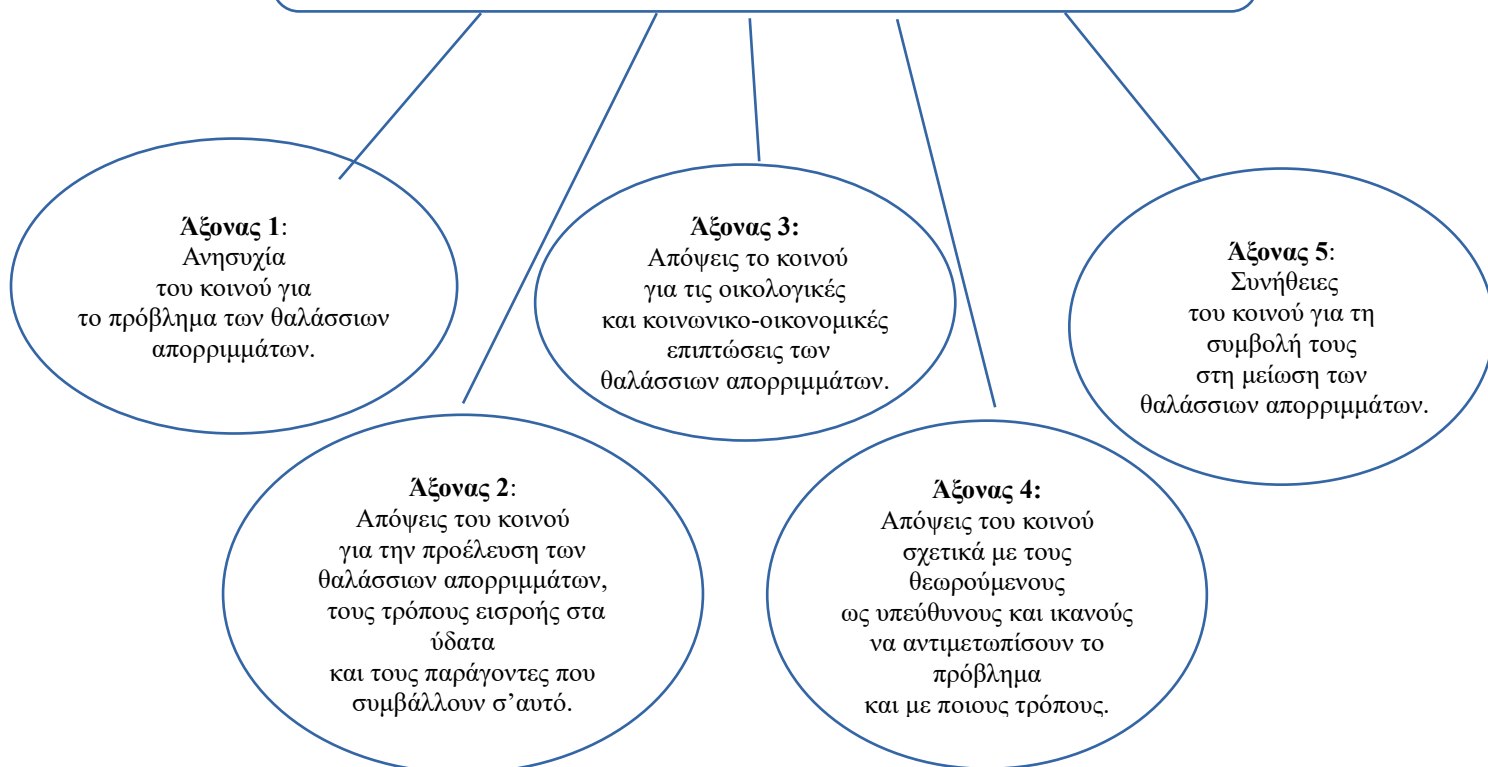 Άξονας 1:
Ανησυχία
του κοινού για
το πρόβλημα των θαλάσσιων
απορριμμάτων.
Άξονας 3:
Απόψεις το κοινού
για τις οικολογικές
και κοινωνικο-οικονομικές
επιπτώσεις των
θαλάσσιων απορριμμάτων.
Άξονας 5:
Συνήθειες
του κοινού για τη
συμβολή τους
στη μείωση των
θαλάσσιων απορριμμάτων.
Άξονας 2:
Απόψεις του κοινού
για την προέλευση των
θαλάσσιων απορριμμάτων,
τους τρόπους εισροής στα
ύδατα
και τους παράγοντες που
συμβάλλουν σ’αυτό.
Άξονας 4:
Απόψεις του κοινού
σχετικά με τους
θεωρούμενους
ως υπεύθυνους και ικανούς
να αντιμετωπίσουν το
πρόβλημα
και με ποιους τρόπους.